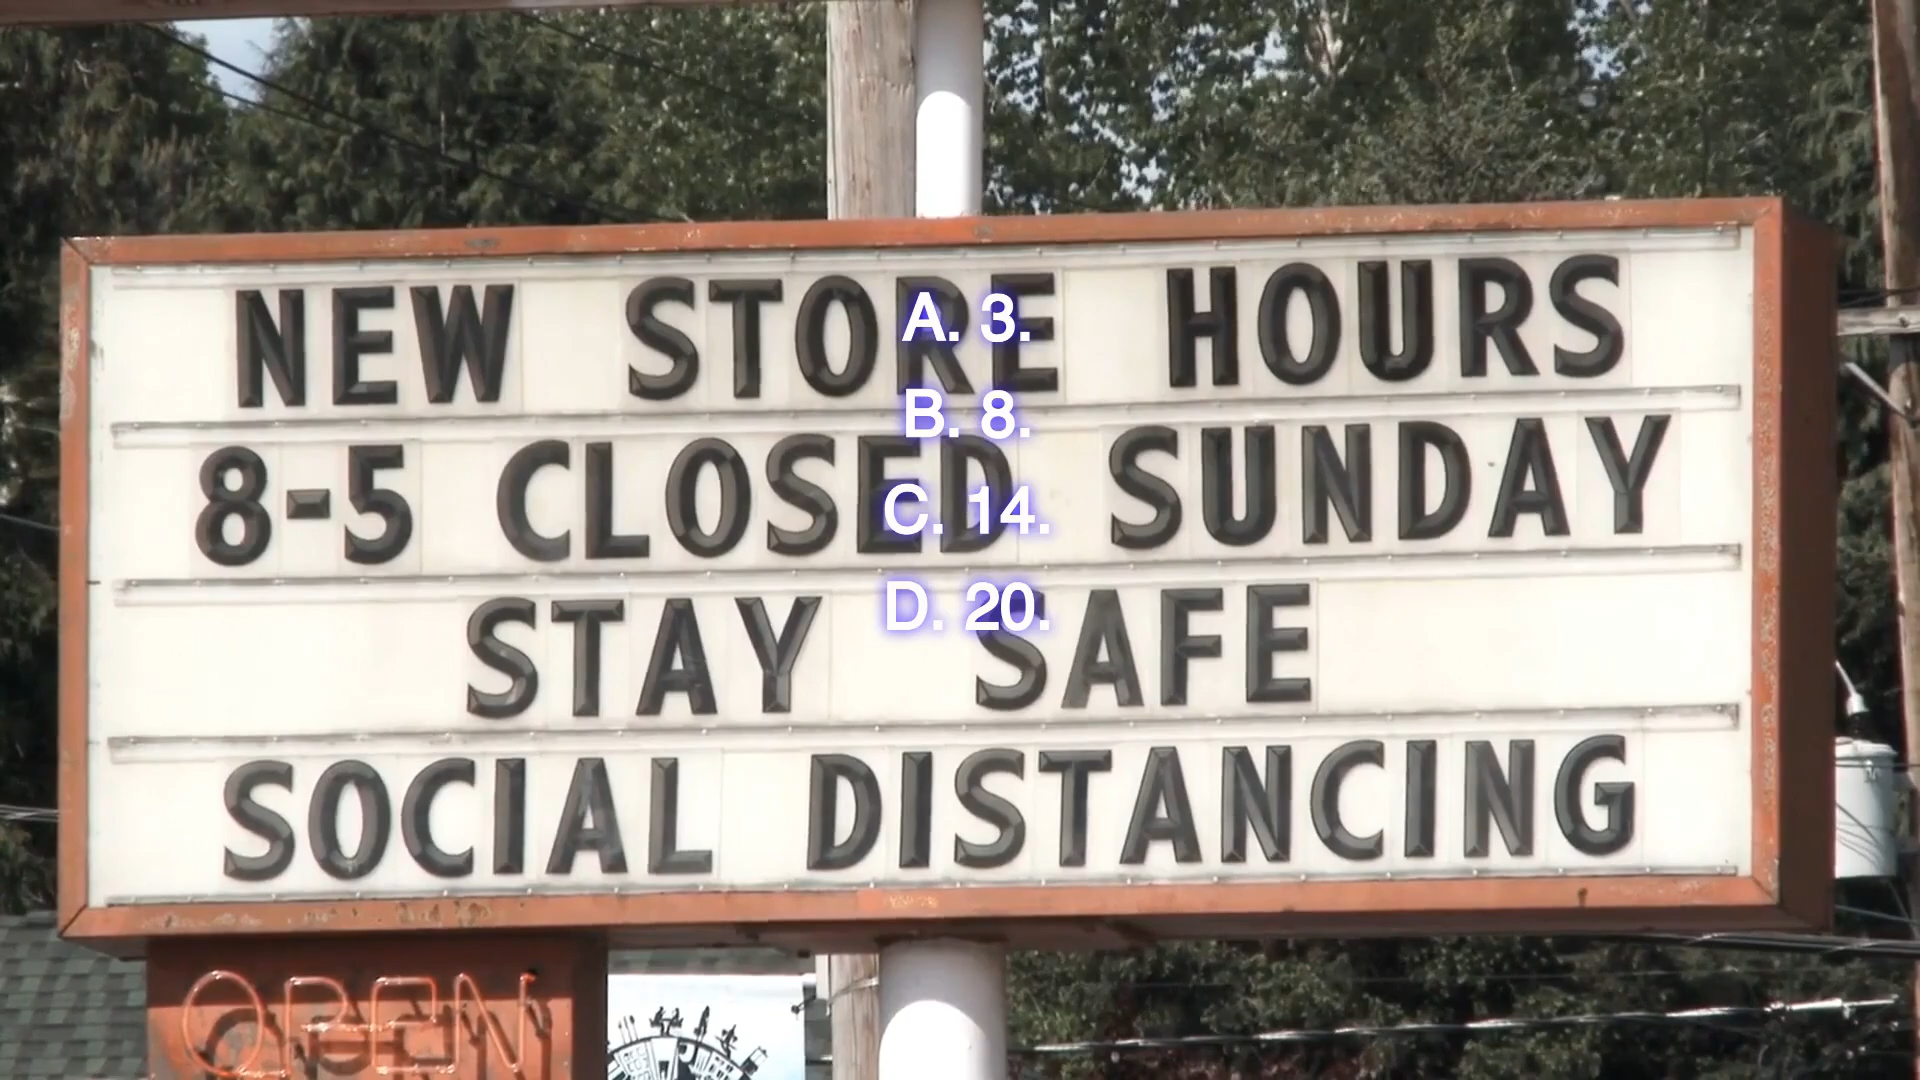 NEW STORE HOURS
8-5 CLOSED SUNDAY
STAY SAFE
SOCIAL DISTANCING
A. 3.
B. 8.
C. 14.
D. 20.
OPEN